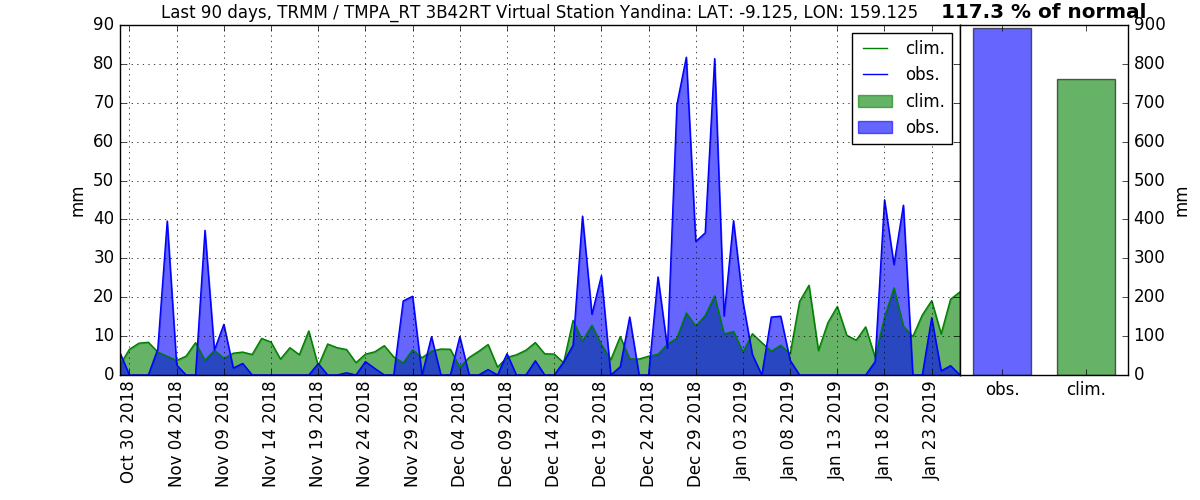 Last 90 days, TRMM / TMPA_RT 3B42RT Virtual Station Yandina: LAT: -9.125, LON: 159.125
117.3 % of normal
90
80
70
60
50
40
30
20
10
0
mm
clim.
obs.
clim.
obs.
900
800
700
600
500
400
300
200
100
0
mm
Oct 30 2018
Nov 04 2018
Nov 09 2018
Nov 14 2018
Nov 19 2018
Nov 24 2018
Nov 29 2018
Dec 04 2018
Dec 09 2018
Dec 14 2018
Dec 19 2018
Dec 24 2018
Dec 29 2018
Jan 03 2019
Jan 08 2019
Jan 13 2019
Jan 18 2019
Jan 23 2019
obs.
clim.